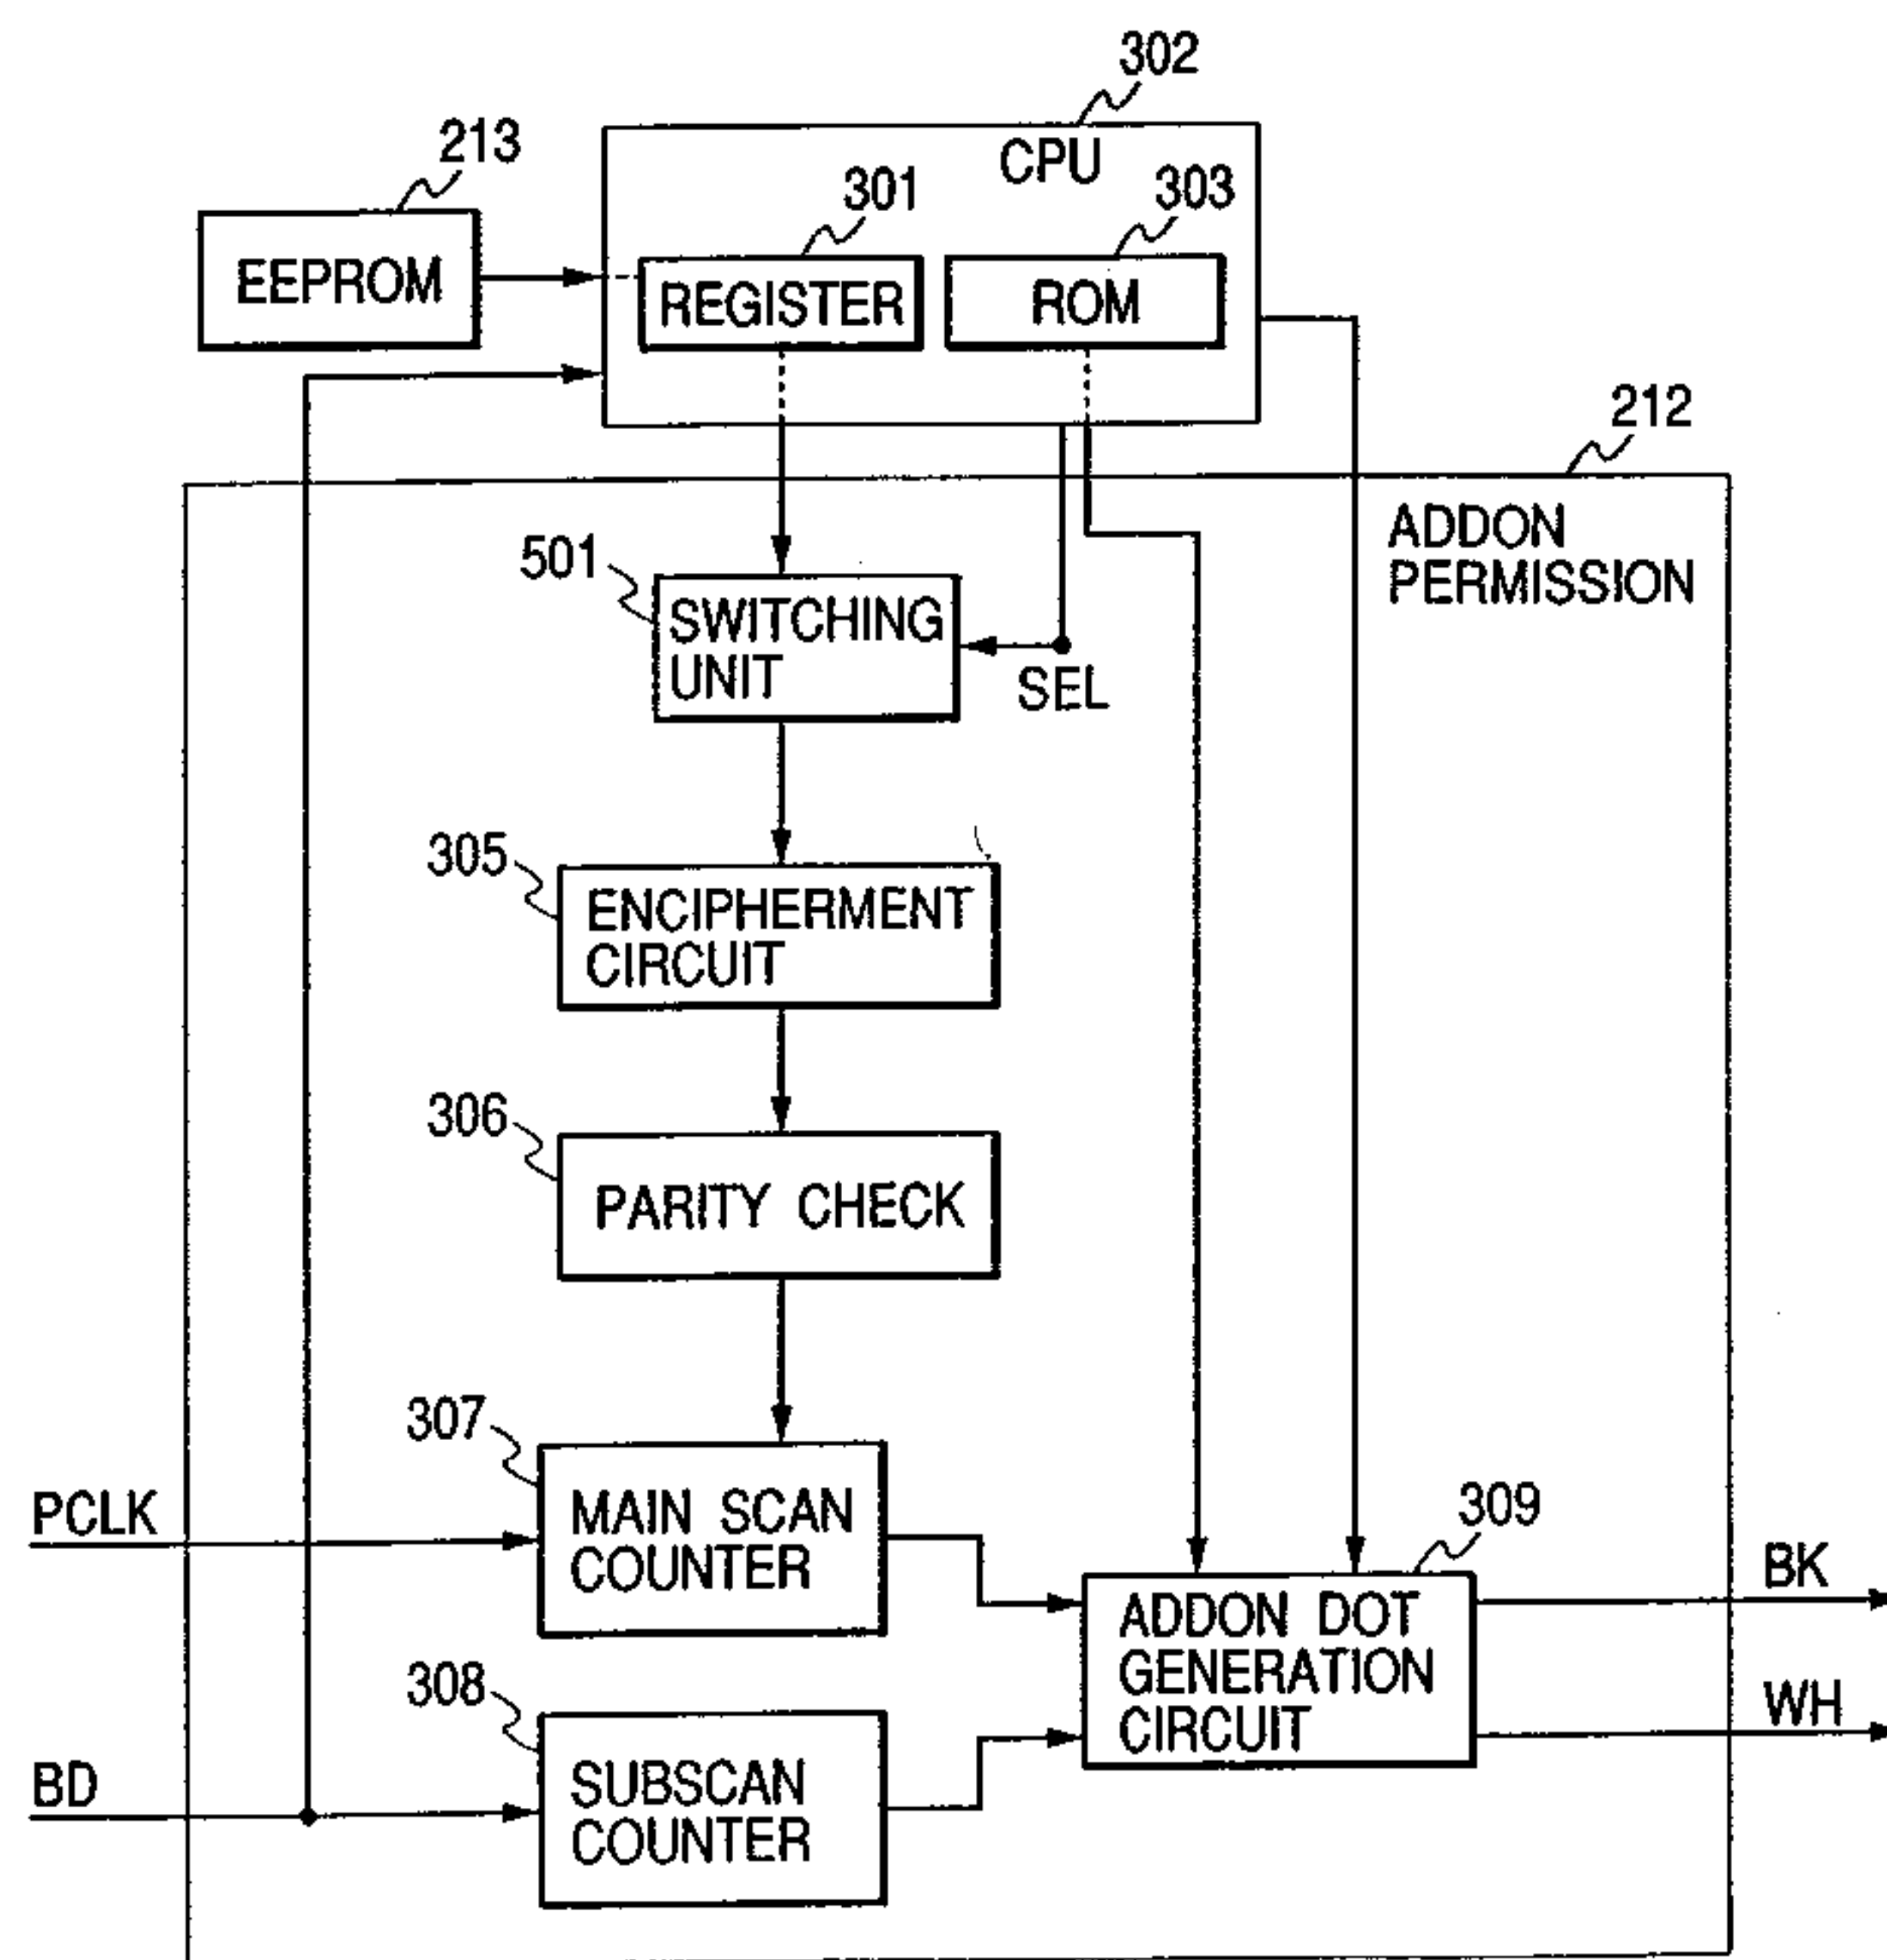 302
213
CPU
301
303
EEPROM
REGISTER
ROM
212
ADDON
PERMISSION
501
SWITCHING
UNIT
SEL
305
ENCIPHERMENT
CIRCUIT
306
PARITY CHECK
307
PCLK
MAIN SCAN
COUNTER
309
BK
ADDON DOT
GENERATION
CIRCUIT
308
WH
BD
SUBSCAN
COUNTER